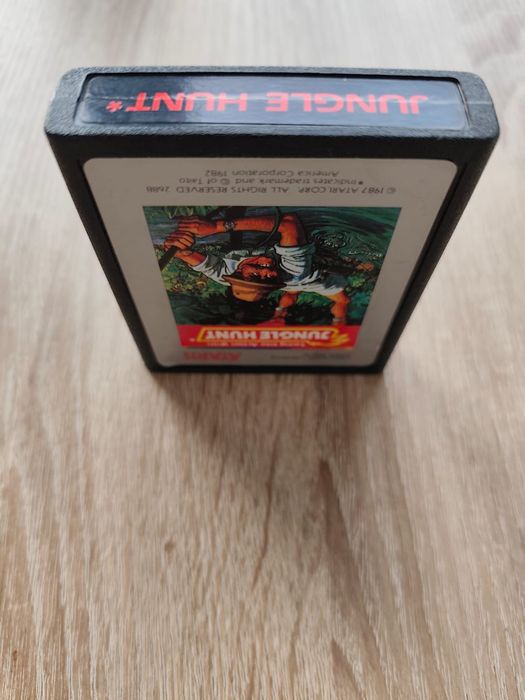 JUNGLE HUNT*
ATARI
JUNGLE HUNT*
© 1987 ATARI CORP. ALL RIGHTS RESERVED 2688
* Indicates trademark and © of Taito
America Corporation 1982